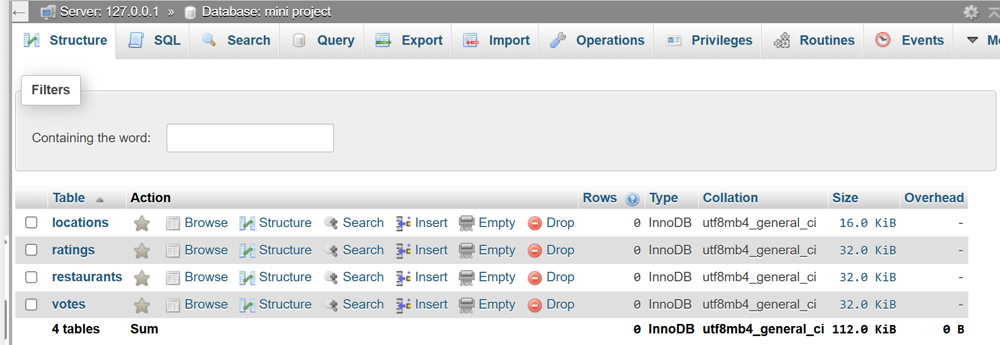 Server: 127.0.0.1 » Database: mini project
Structure SQL Search Query Export Import Operations Privileges Routines Events
Filters
Containing the word:
Table Action Rows Type Collation Size Overhead
locations Browse Structure Search Insert Empty Drop 0 InnoDB utf8mb4_general_ci 16.0 KiB -
ratings Browse Structure Search Insert Empty Drop 0 InnoDB utf8mb4_general_ci 32.0 KiB -
restaurants Browse Structure Search Insert Empty Drop 0 InnoDB utf8mb4_general_ci 32.0 KiB -
votes Browse Structure Search Insert Empty Drop 0 InnoDB utf8mb4_general_ci 32.0 KiB -
4 tables Sum 0 InnoDB utf8mb4_general_ci 112.0 KiB 0 B